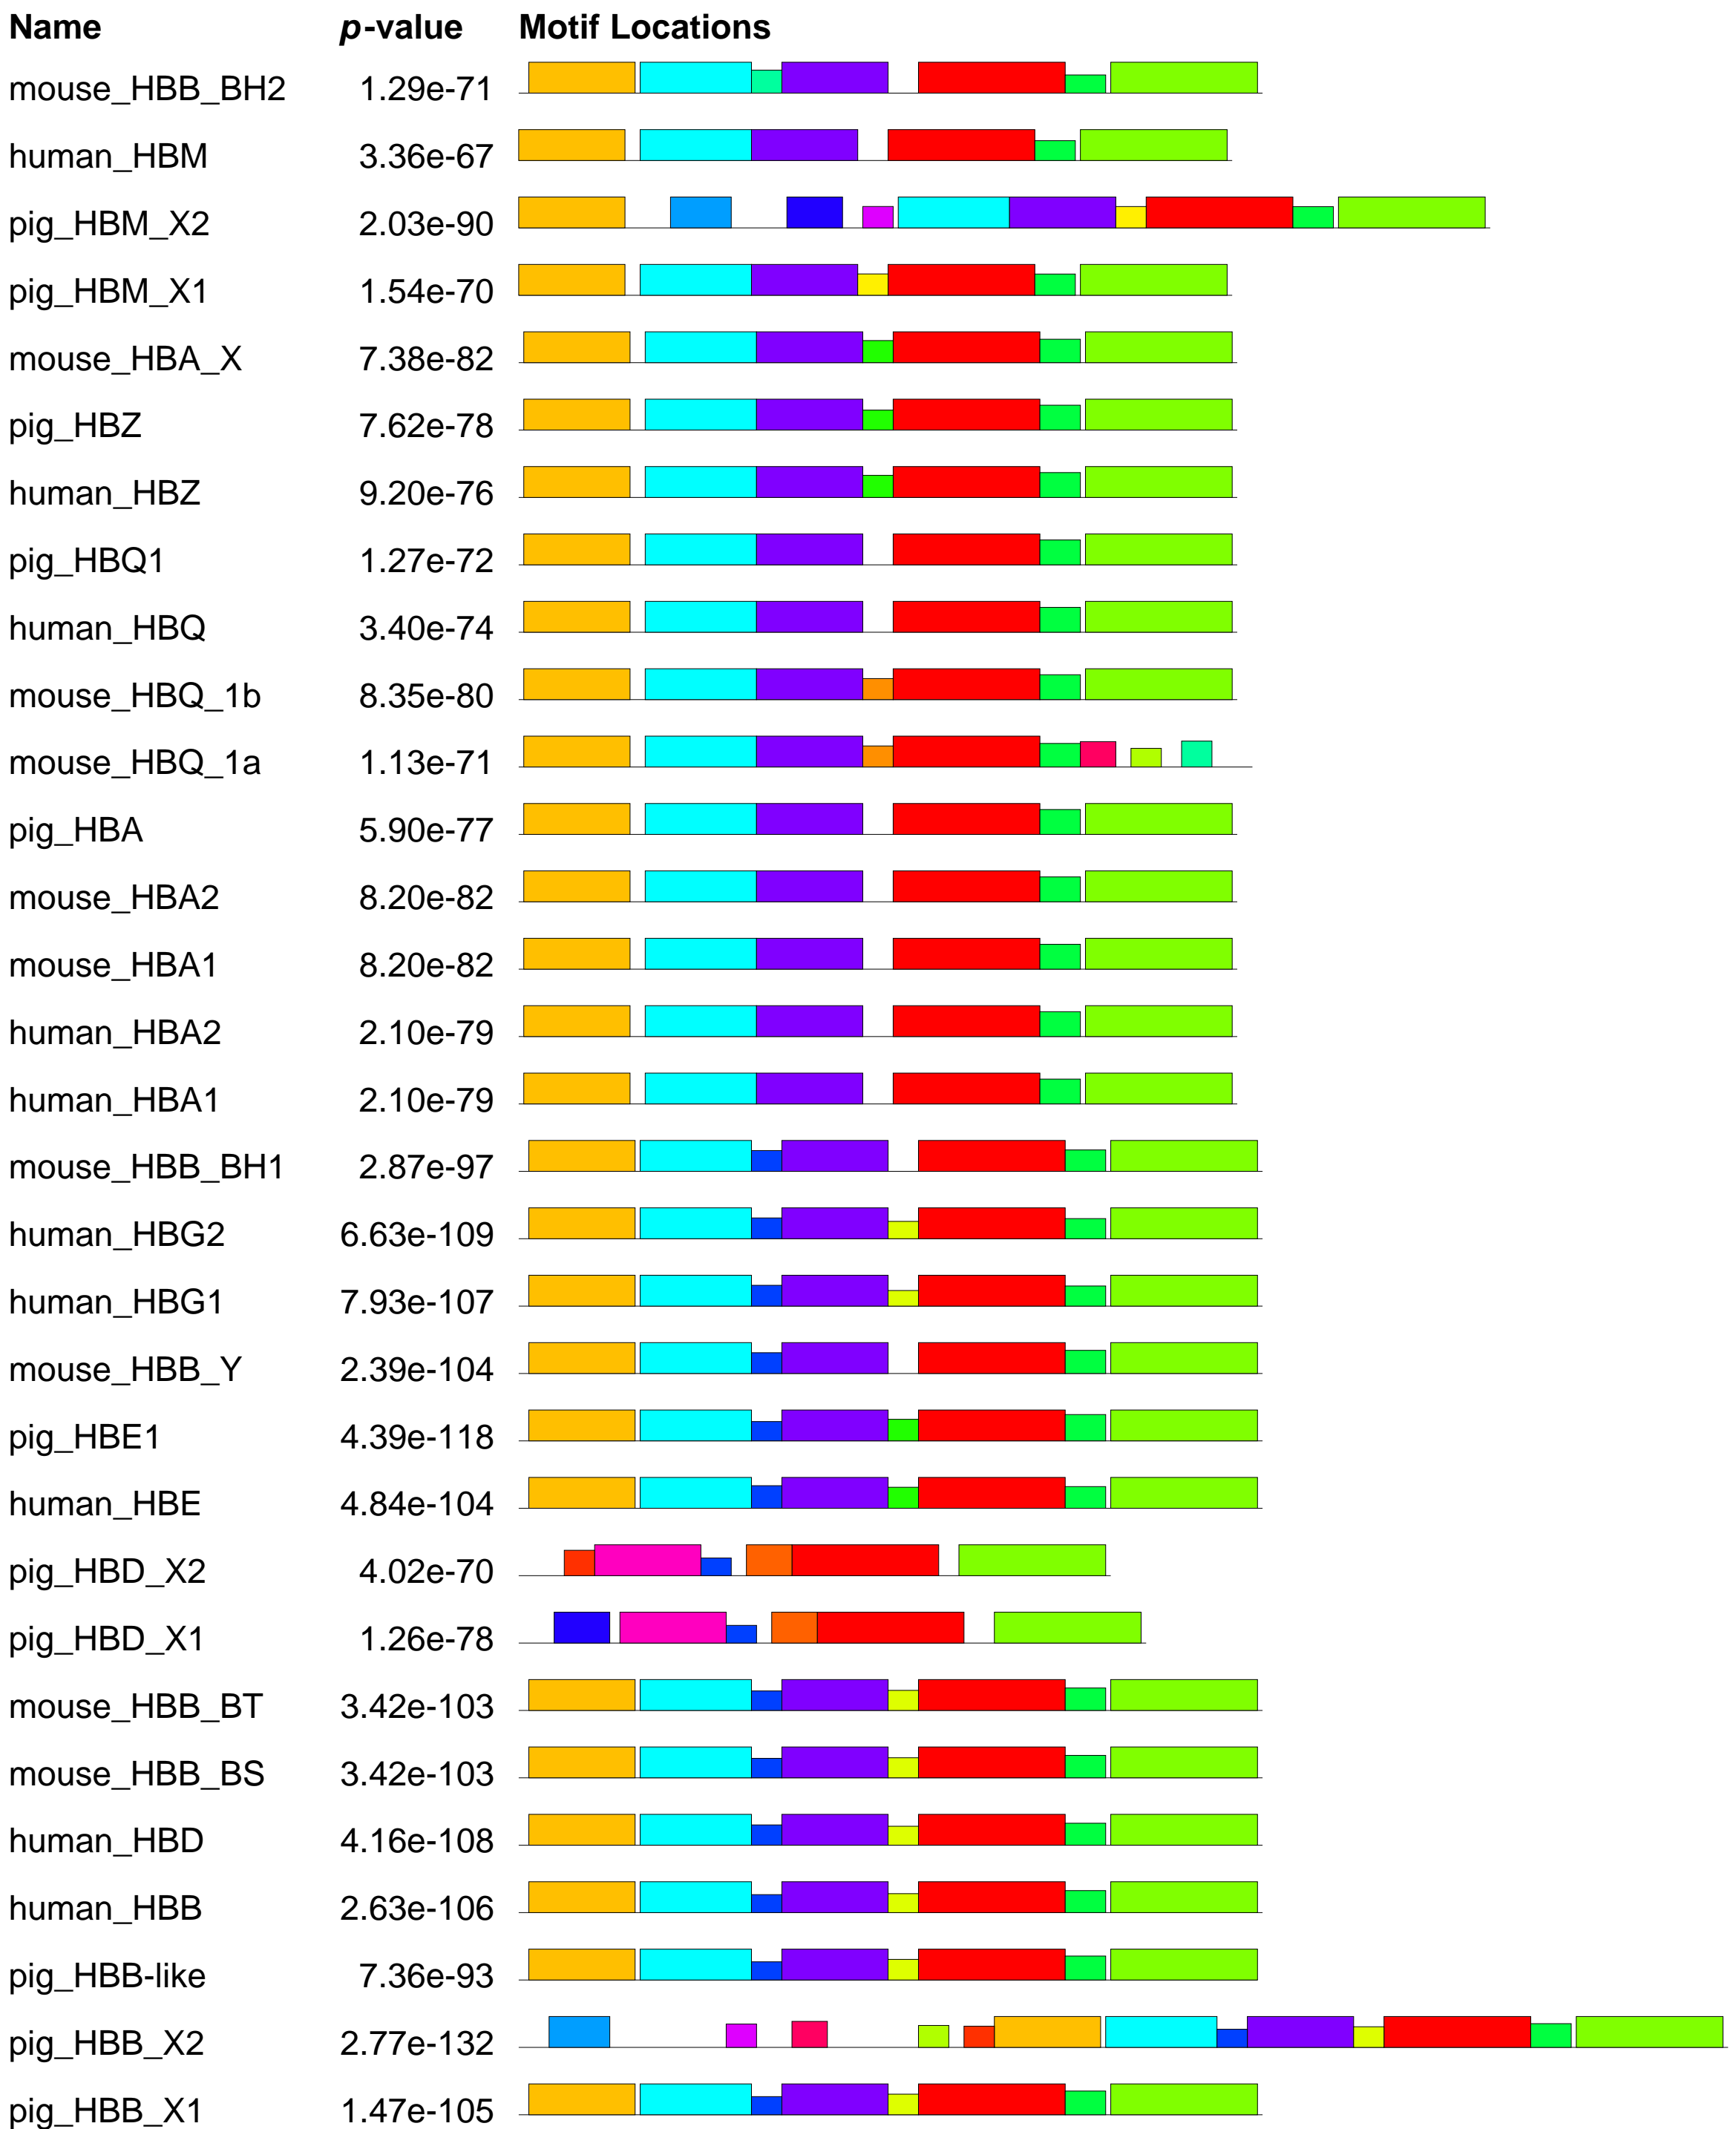 Name p-value Motif Locations
mouse_HBB_BH2 1.29e-71
human_HBM 3.36e-67
pig_HBM_X2 2.03e-90
pig_HBM_X1 1.54e-70
mouse_HBA_X 7.38e-82
pig_HBZ 7.62e-78
human_HBZ 9.20e-76
pig_HBQ1 1.27e-72
human_HBQ 3.40e-74
mouse_HBQ_1b 8.35e-80
mouse_HBQ_1a 1.13e-71
pig_HBA 5.90e-77
mouse_HBA2 8.20e-82
mouse_HBA1 8.20e-82
human_HBA2 2.10e-79
human_HBA1 2.10e-79
mouse_HBB_BH1 2.87e-97
human_HBG2 6.63e-109
human_HBG1 7.93e-107
mouse_HBB_Y 2.39e-104
pig_HBE1 4.39e-118
human_HBE 4.84e-104
pig_HBD_X2 4.02e-70
pig_HBD_X1 1.26e-78
mouse_HBB_BT 3.42e-103
mouse_HBB_BS 3.42e-103
human_HBD 4.16e-108
human_HBB 2.63e-106
pig_HBB-like 7.36e-93
pig_HBB_X2 2.77e-132
pig_HBB_X1 1.47e-105